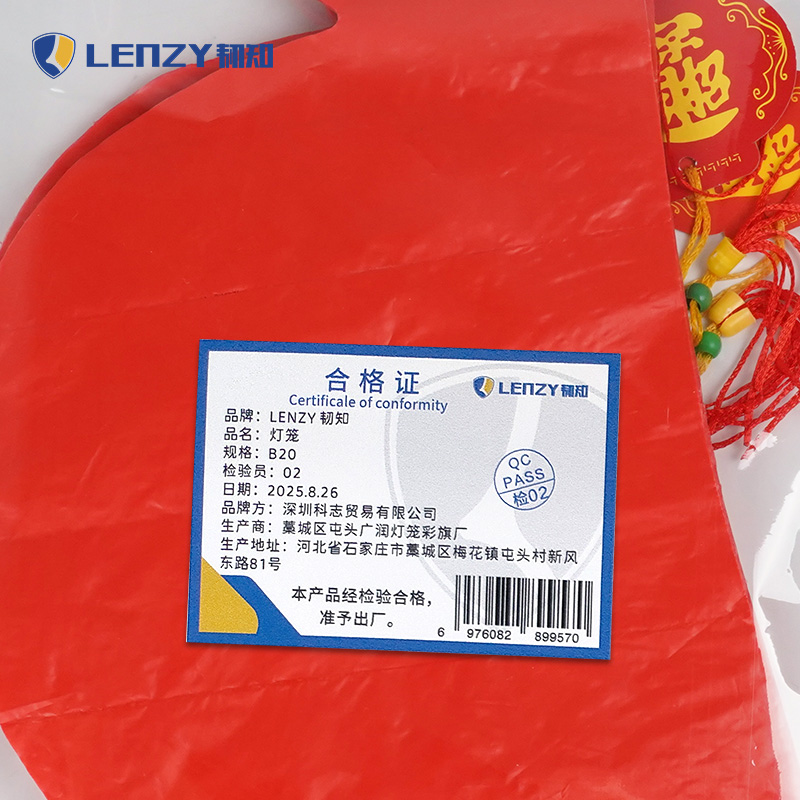 LENZY 韧知
招财进宝
合格证
Certificate of conformity
LENZY 韧知
品牌：LENZY 韧知
品名：灯笼
规格：B20
检验员：02
日期：2025.8.26
品牌方：深圳科志贸易有限公司
生产商：藁城区屯头广润灯笼彩旗厂
生产地址：河北省石家庄市藁城区梅花镇屯头村新风
东路81号
QC
PASS
检02
本产品经检验合格，
准予出厂。
6 976082 899570